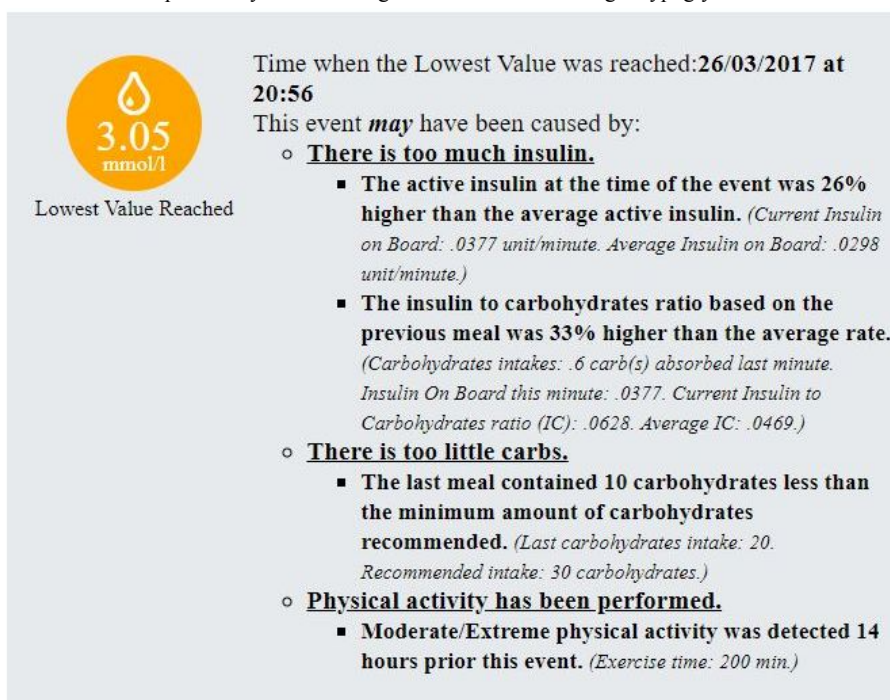 Time when the Lowest Value was reached:26/03/2017 at
20:56
3.05
mmol/l
Lowest Value Reached
This event may have been caused by:
There is too much insulin.
The active insulin at the time of the event was 26%
higher than the average active insulin. (Current Insulin
on Board: .0377 unit/minute. Average Insulin on Board: .0298
unit/minute.)
The insulin to carbohydrates ratio based on the
previous meal was 33% higher than the average rate.
(Carbohydrates intakes: .6 carb(s) absorbed last minute.
Insulin On Board this minute: .0377. Current Insulin to
Carbohydrates ratio (IC): .0628. Average IC: .0469.)
There is too little carbs.
The last meal contained 10 carbohydrates less than
the minimum amount of carbohydrates
recommended. (Last carbohydrates intake: 20.
Recommended intake: 30 carbohydrates.)
Physical activity has been performed.
Moderate/Extreme physical activity was detected 14
hours prior this event. (Exercise time: 200 min.)